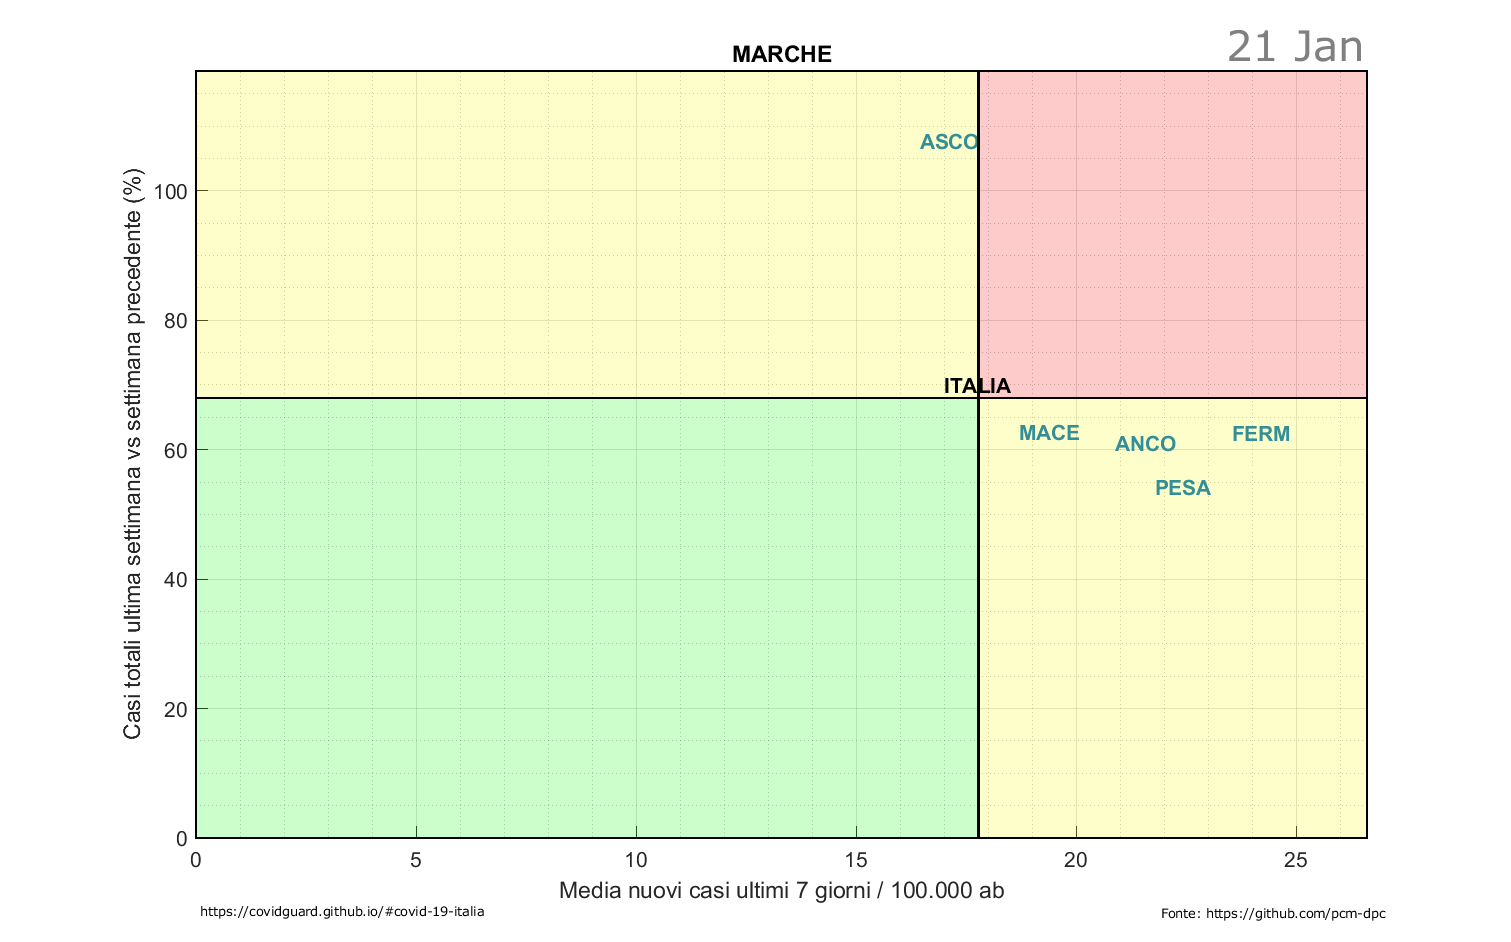 21 Jan
MARCHE
Casi totali ultima settimana vs settimana precedente (%)
100
80
60
40
20
0
ASCO
ITALIA
MACE
ANCO
FERM
PESA
0 5 10 15 20 25
Media nuovi casi ultimi 7 giorni / 100.000 ab
https://covidguard.github.io/#covid-19-italia
Fonte: https://github.com/pcm-dpc